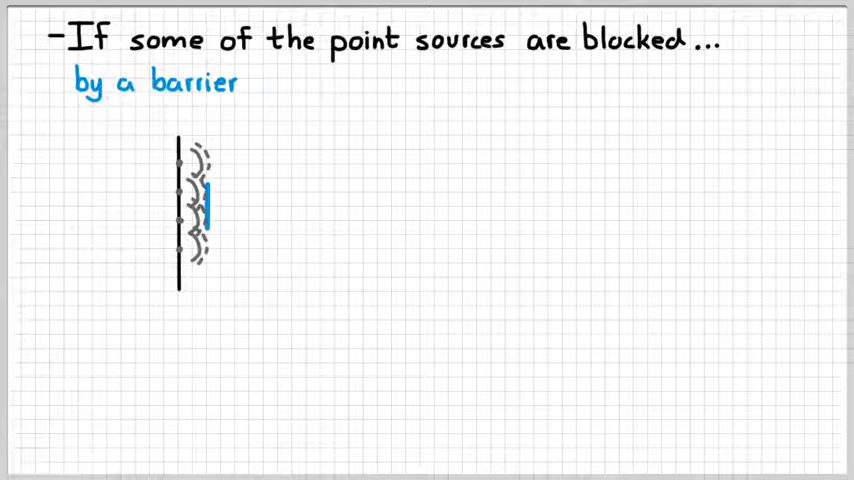 -If some of the point sources are blocked...
by a barrier